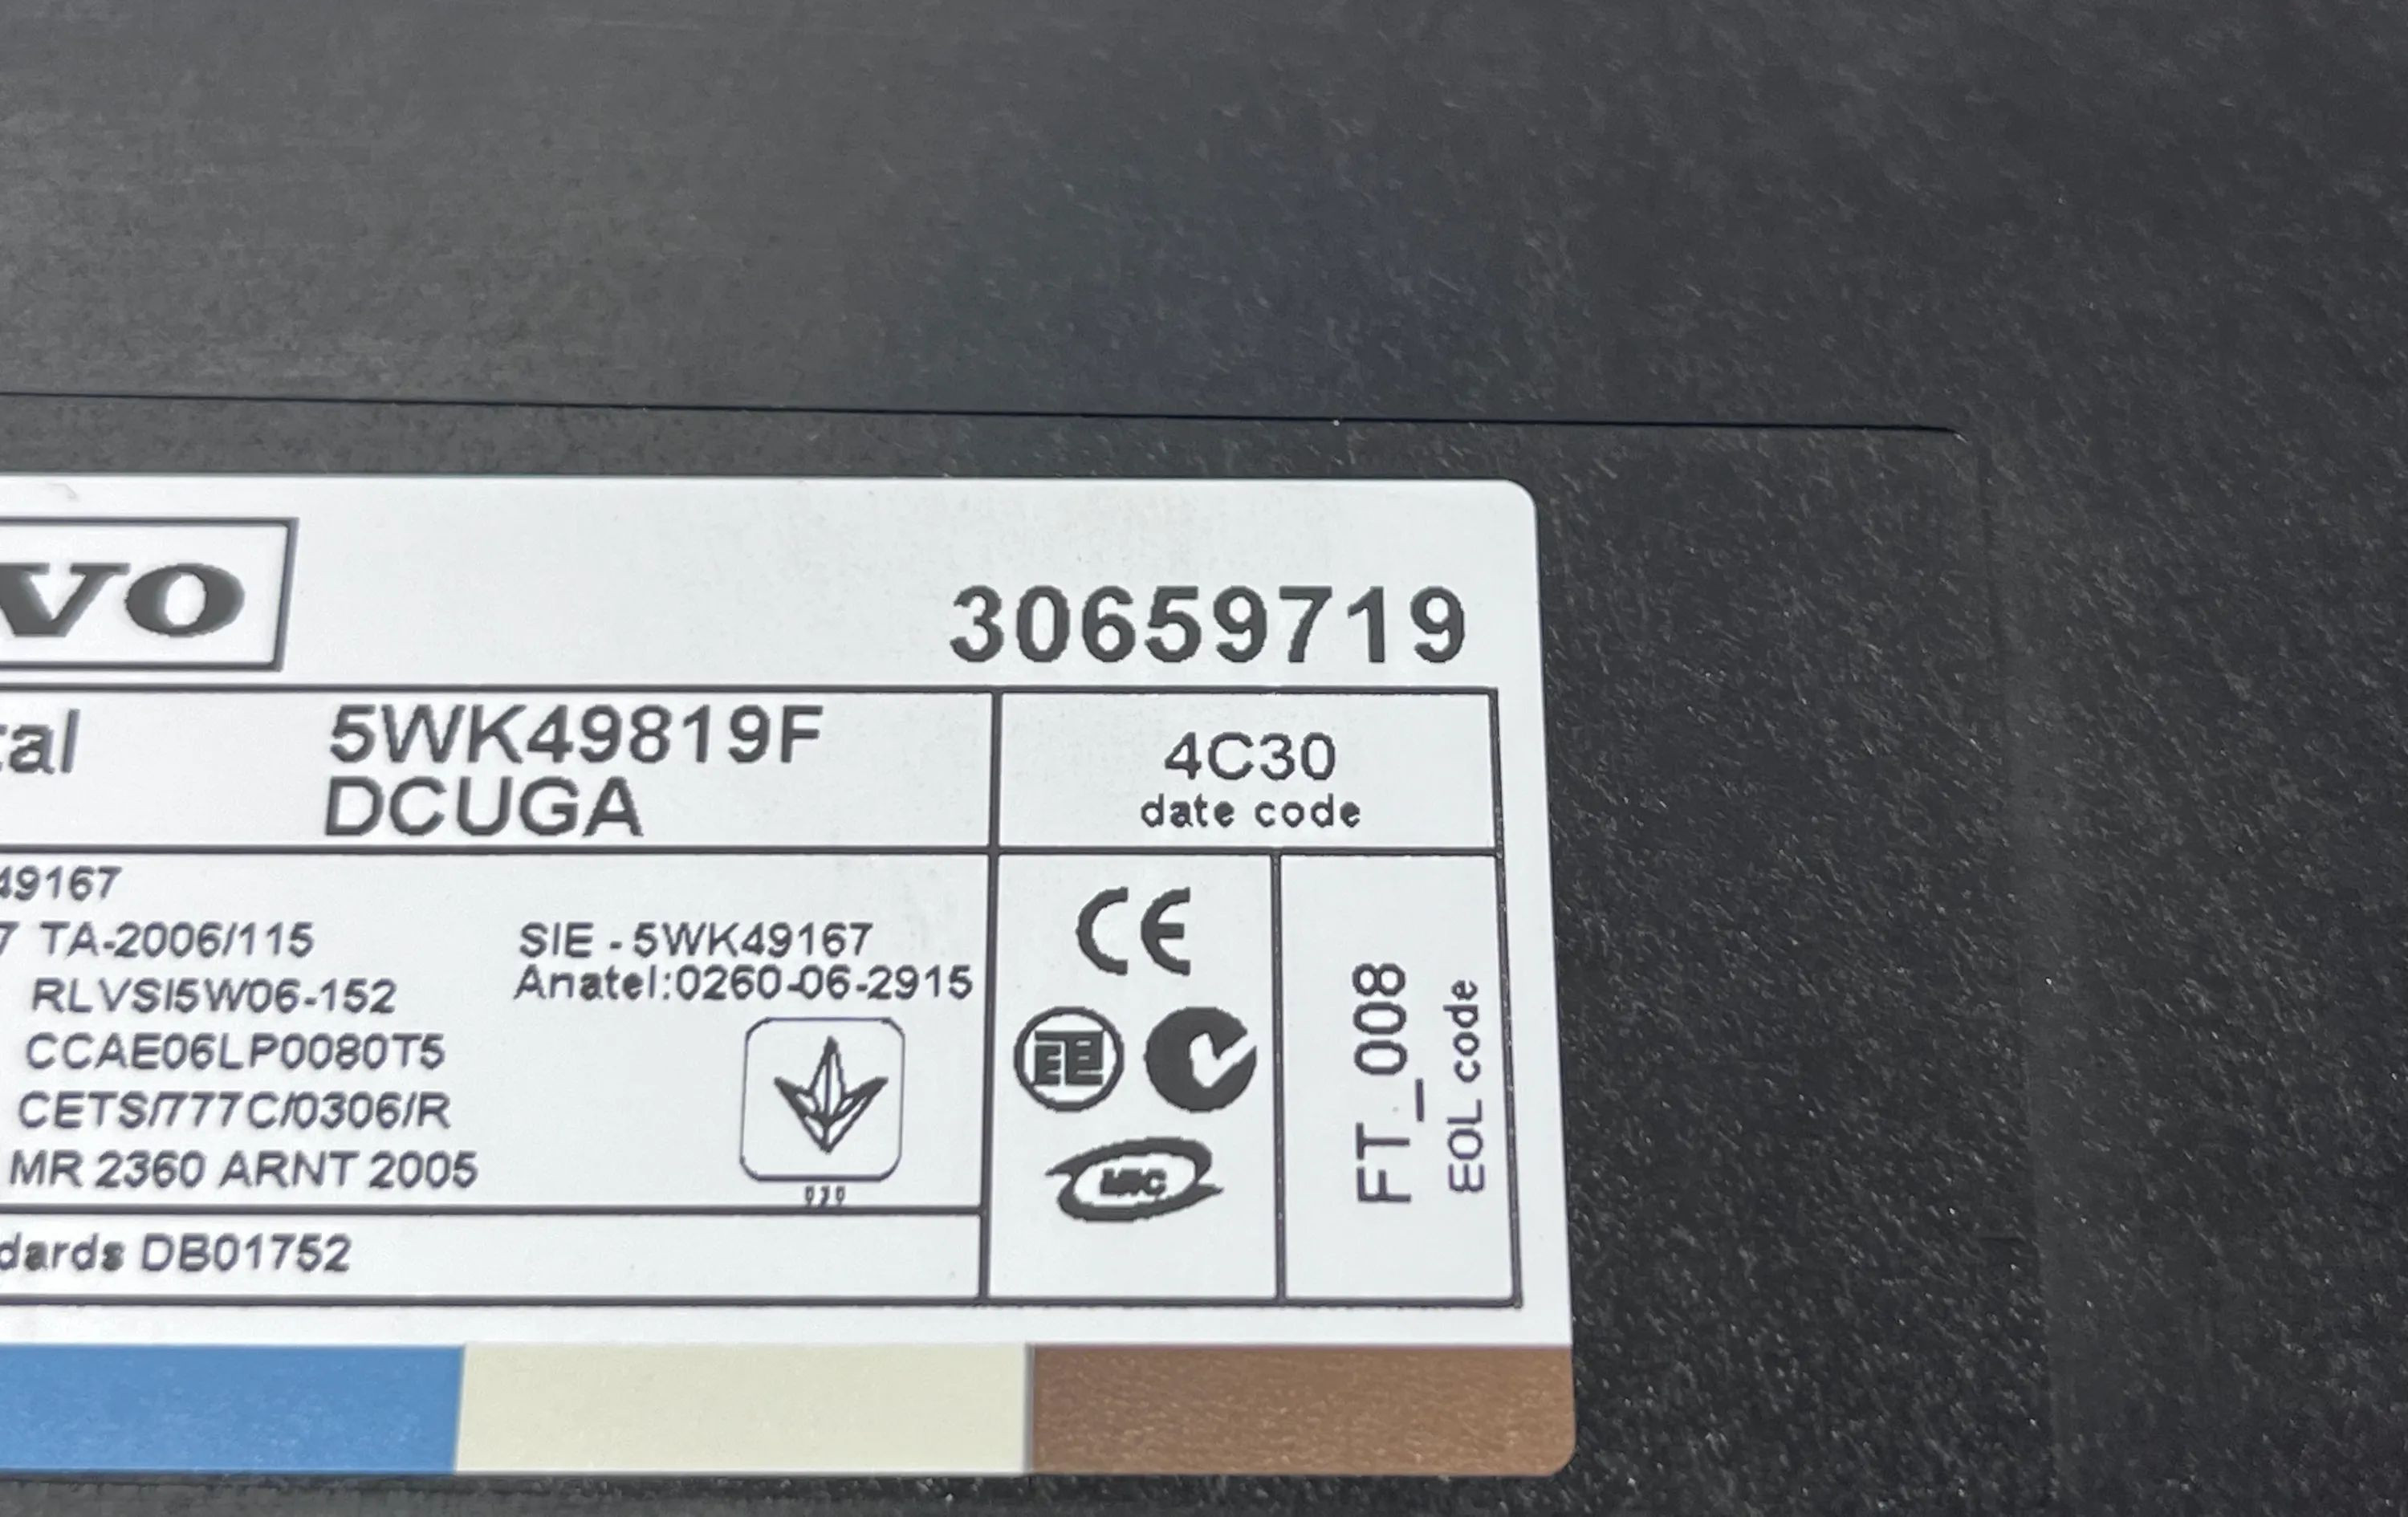 VO
30659719
tal 5WK49819F
DCUGA
4C30
date code
49167
7 TA-2006/115
RLVSI5W06-152
CCAE06LP0080T5
CETS/777C/0306/R
MR 2360 ARNT 2005
SIE - 5WK49167
Anatel:0260-06-2915
CE
FT_008
EOL code
dards DB01752